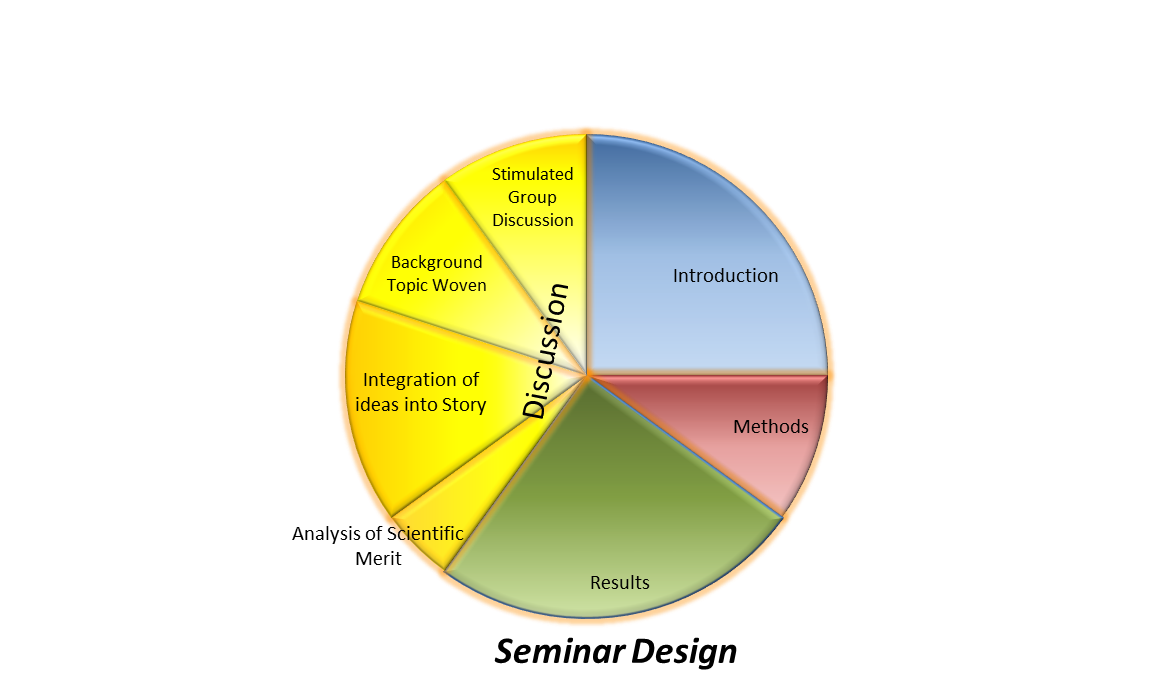 Stimulated
Group
Discussion
Background
Topic Woven
Introduction
Discussion
Integration of
ideas into Story
Methods
Analysis of Scientific
Merit
Results
Seminar Design